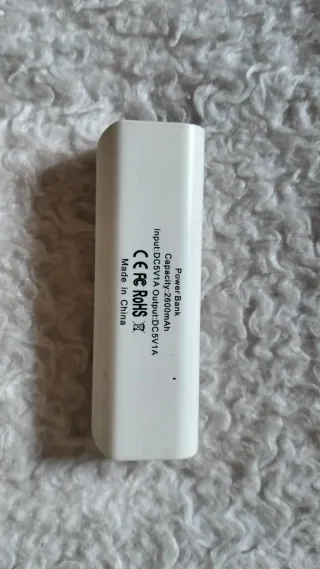 Power Bank
Capacity:2600mAh
Input:DC5V1A Output:DC5V1A
CE FC RoHS
Made in China